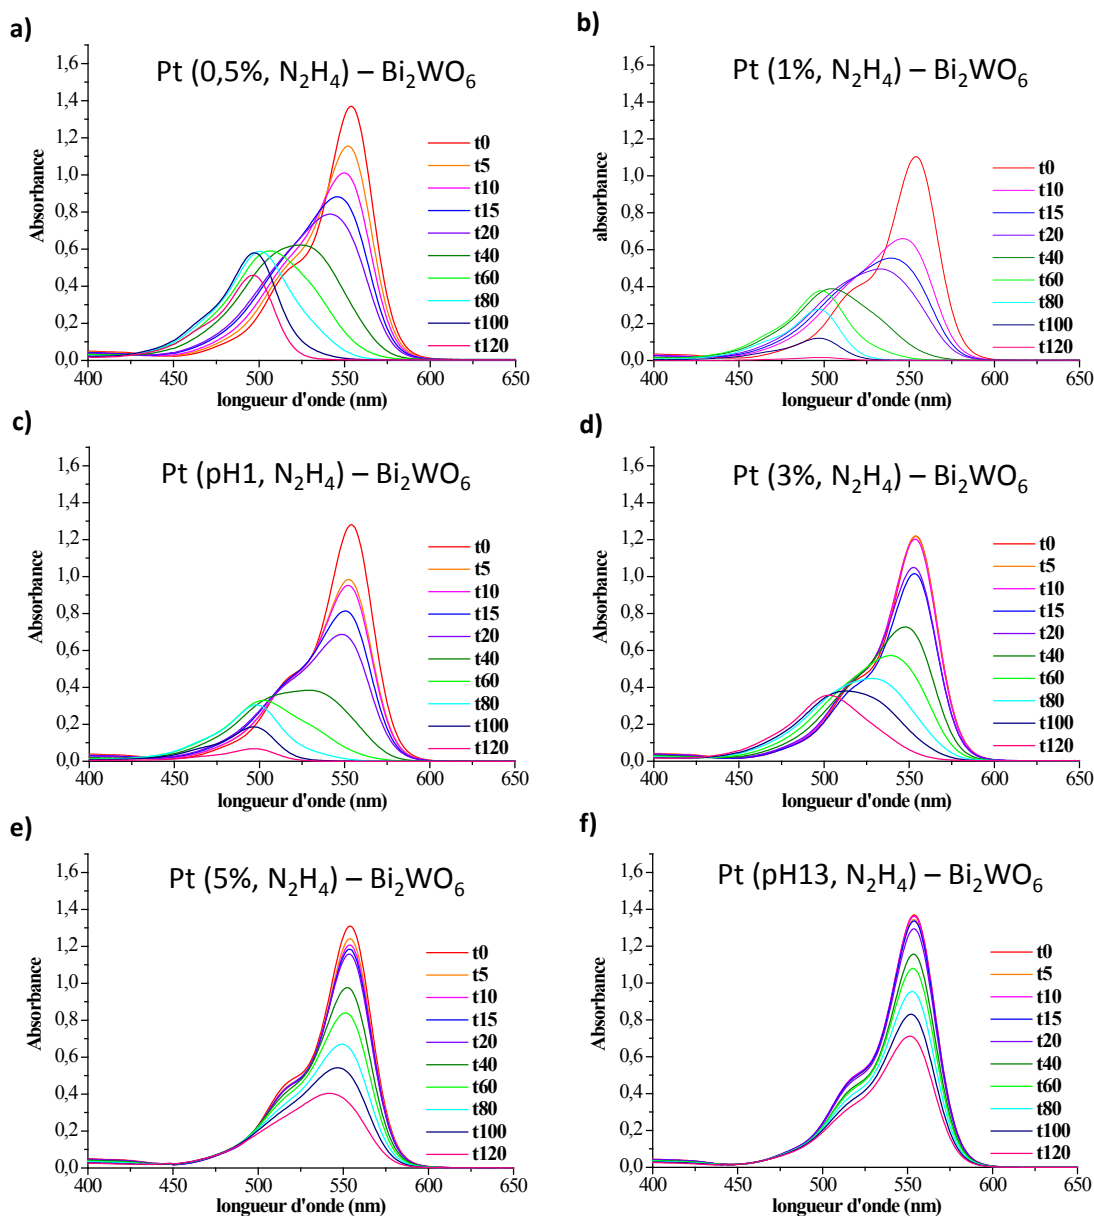 a)
Pt (0,5%, N₂H₄) – Bi₂WO₆
Absorbance
1,6
1,4
1,2
1,0
0,8
0,6
0,4
0,2
0,0
t0
t5
t10
t15
t20
t40
t60
t80
t100
t120
400 450 500 550 600 650
longueur d'onde (nm)
b)
Pt (1%, N₂H₄) – Bi₂WO₆
absorbance
1,6
1,4
1,2
1,0
0,8
0,6
0,4
0,2
0,0
t0
t10
t15
t20
t40
t60
t80
t100
t120
400 450 500 550 600 650
longueur d'onde (nm)
c)
Pt (pH1, N₂H₄) – Bi₂WO₆
Absorbance
1,6
1,4
1,2
1,0
0,8
0,6
0,4
0,2
0,0
t0
t5
t10
t15
t20
t40
t60
t80
t100
t120
400 450 500 550 600 650
longueur d'onde (nm)
d)
Pt (3%, N₂H₄) – Bi₂WO₆
Absorbance
1,6
1,4
1,2
1,0
0,8
0,6
0,4
0,2
0,0
t0
t5
t10
t15
t20
t40
t60
t80
t100
t120
400 450 500 550 600 650
longueur d'onde (nm)
e)
Pt (5%, N₂H₄) – Bi₂WO₆
Absorbance
1,6
1,4
1,2
1,0
0,8
0,6
0,4
0,2
0,0
t0
t5
t10
t15
t20
t40
t60
t80
t100
t120
400 450 500 550 600 650
longueur d'onde (nm)
f)
Pt (pH13, N₂H₄) – Bi₂WO₆
Absorbance
1,6
1,4
1,2
1,0
0,8
0,6
0,4
0,2
0,0
t0
t5
t10
t15
t20
t40
t60
t80
t100
t120
400 450 500 550 600 650
longueur d'onde (nm)